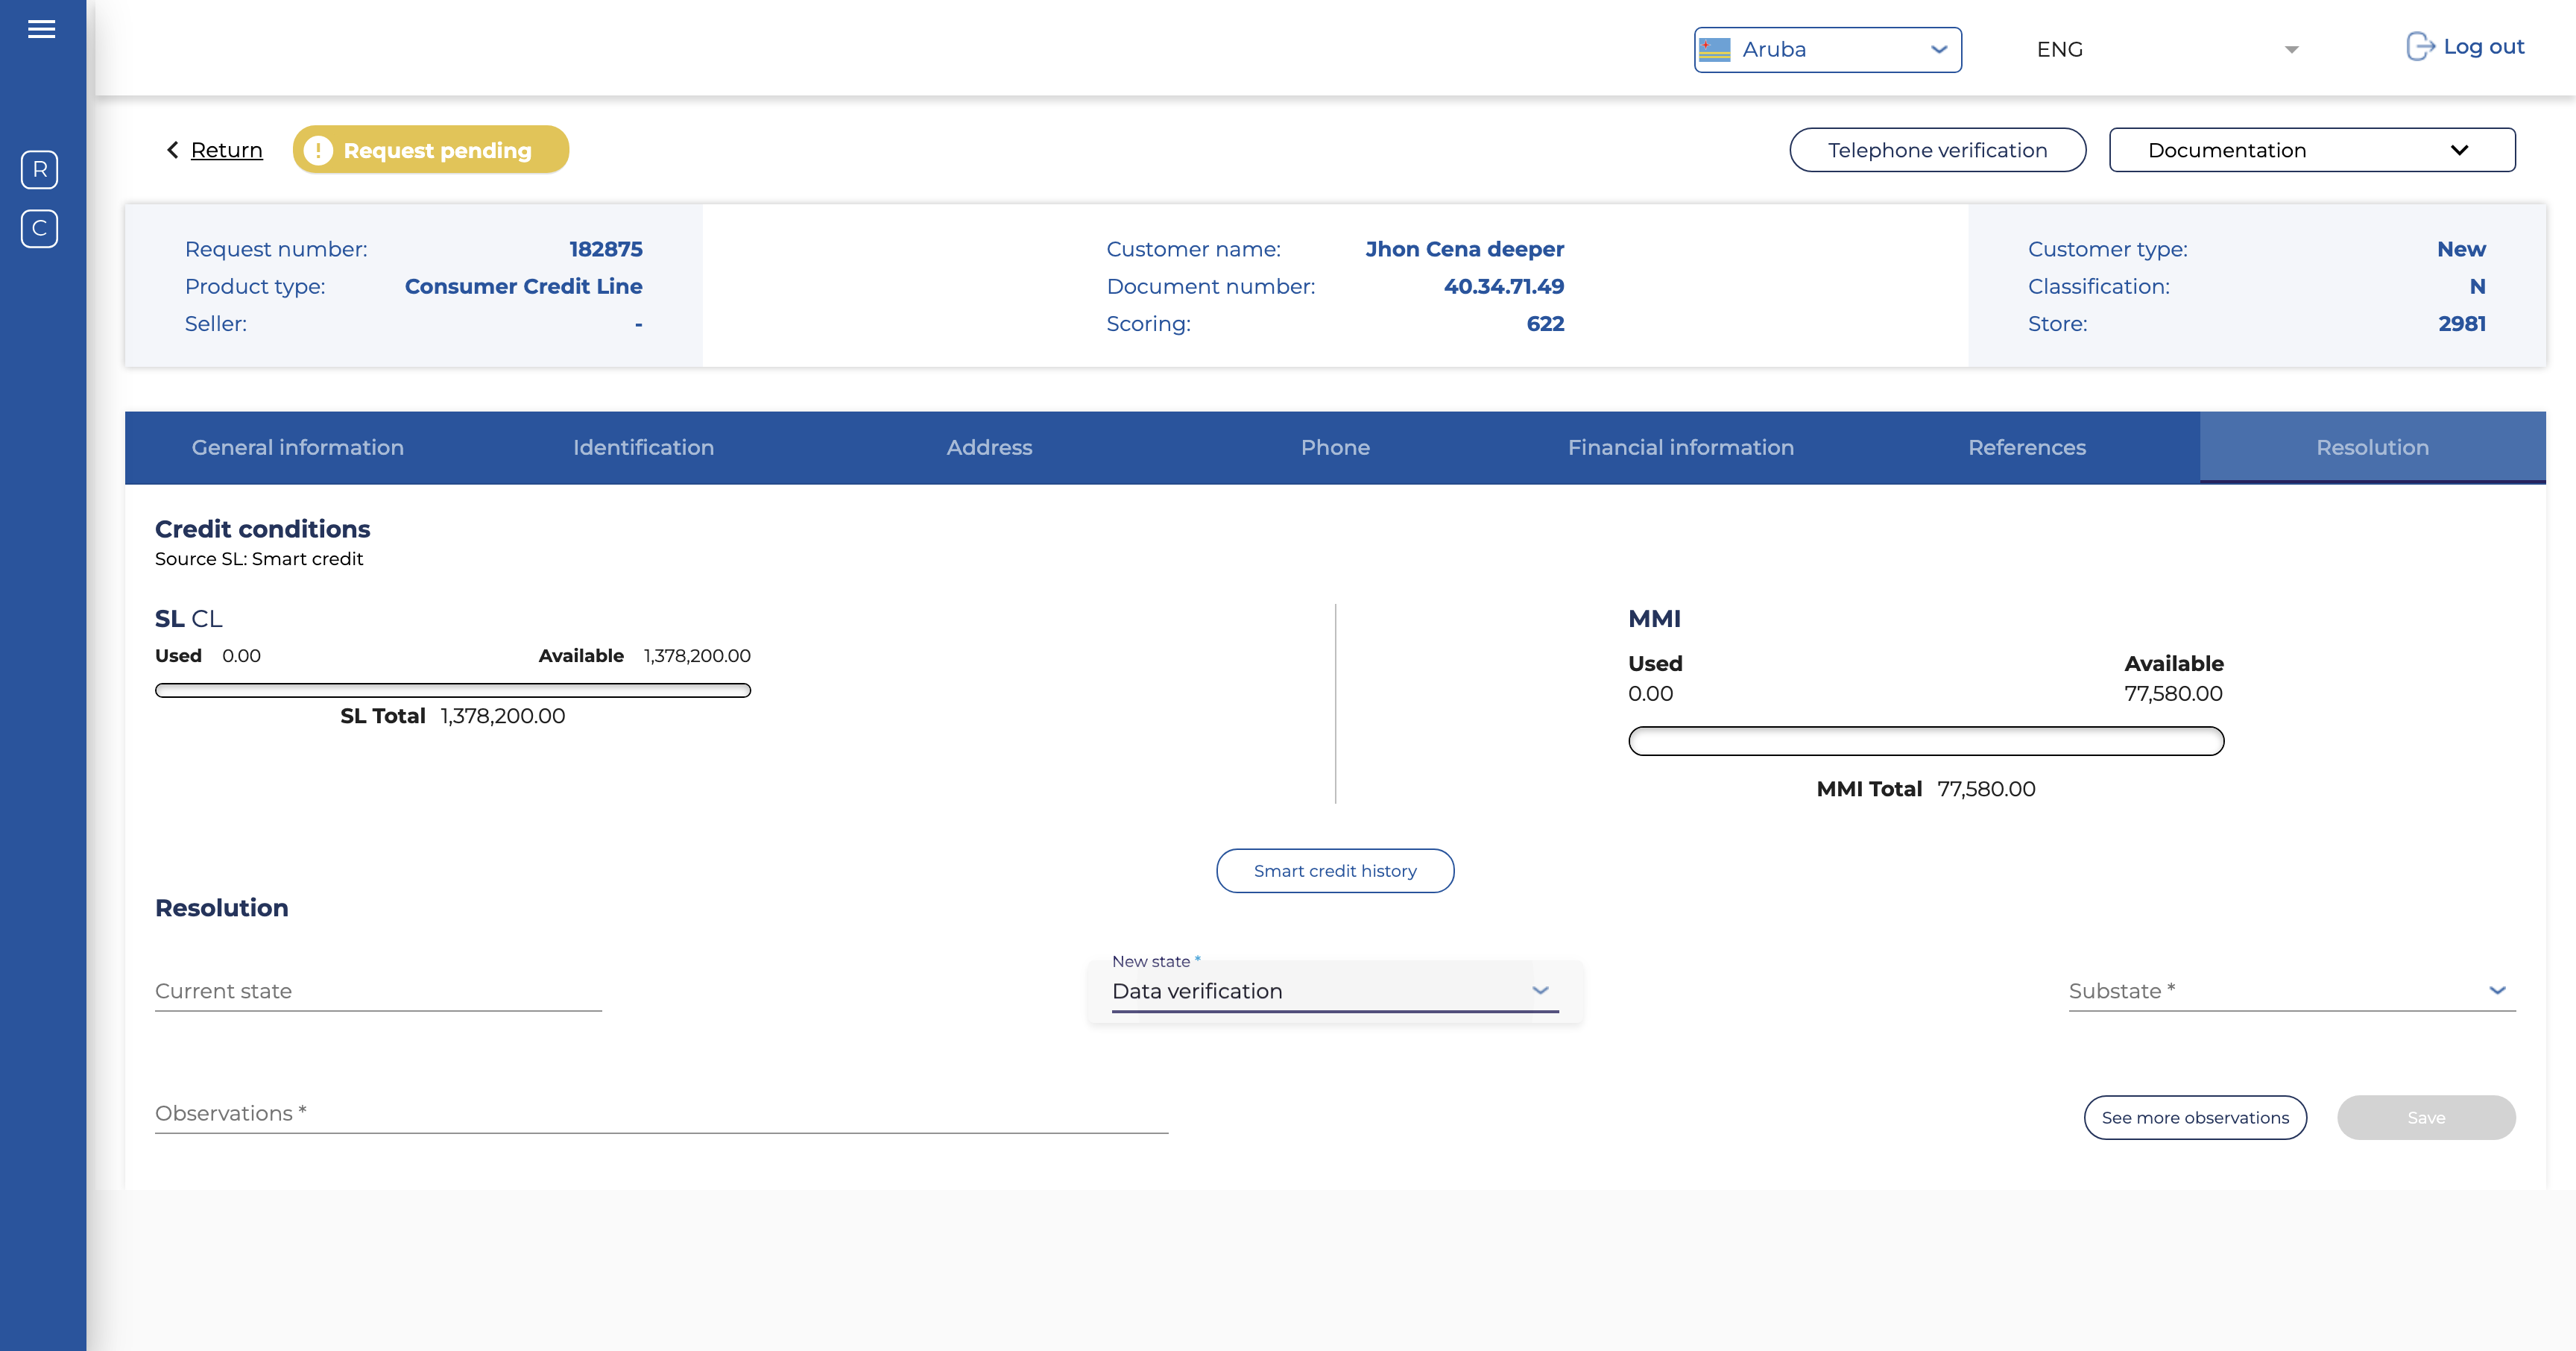 Aruba
ENG
Log out
R
C
Return
Request pending
Telephone verification
Documentation
Request number: 182875
Product type: Consumer Credit Line
Seller: -
Customer name: Jhon Cena deeper
Document number: 40.34.71.49
Scoring: 622
Customer type: New
Classification: N
Store: 2981
General information
Identification
Address
Phone
Financial information
References
Resolution
Credit conditions
Source SL: Smart credit
SL CL
Used 0.00 Available 1,378,200.00
SL Total 1,378,200.00
MMI
Used Available
0.00 77,580.00
MMI Total 77,580.00
Smart credit history
Resolution
Current state
New state *
Data verification
Substate *
Observations *
See more observations
Save